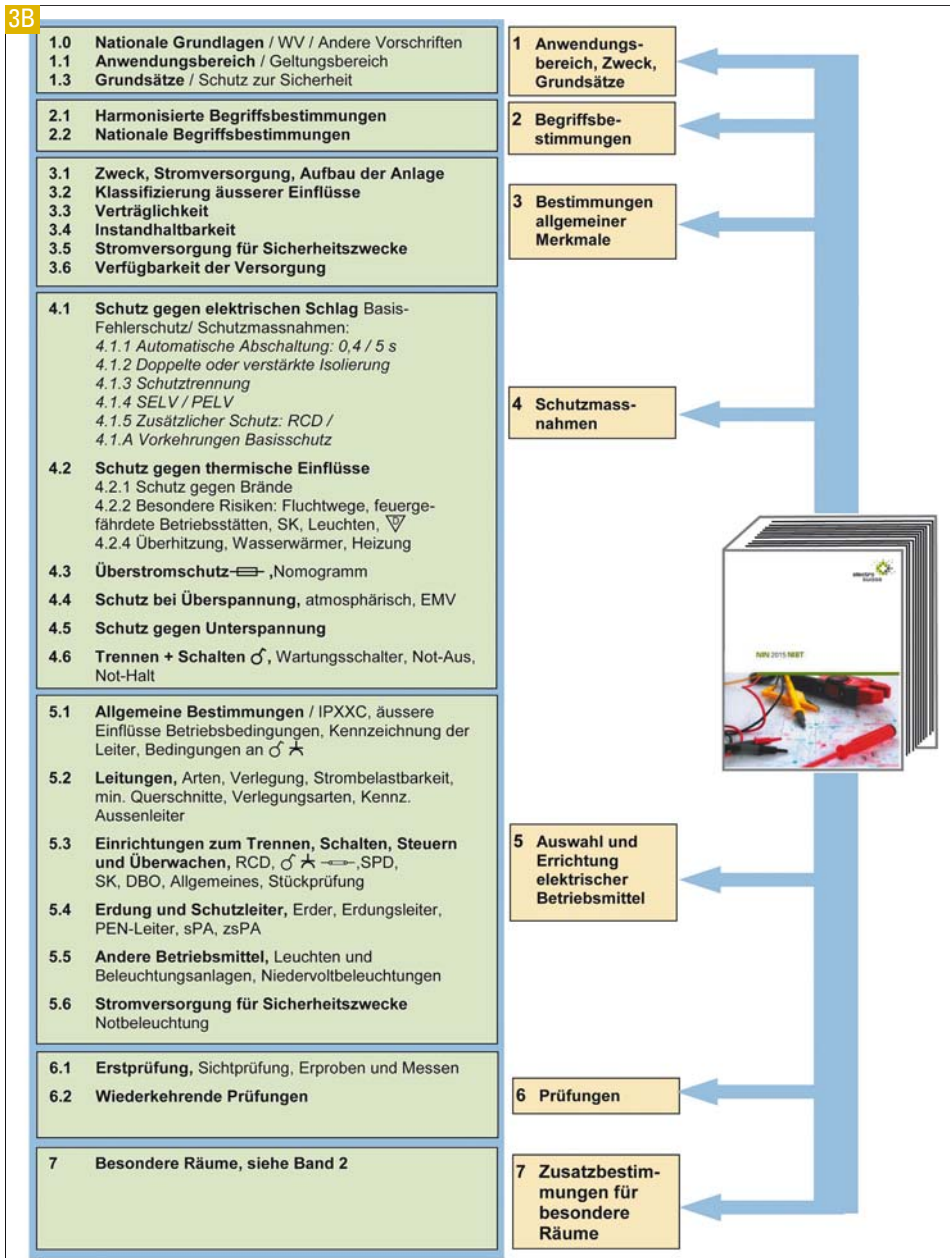 3B
1.0 Nationale Grundlagen / WV / Andere Vorschriften
1.1 Anwendungsbereich / Geltungsbereich
1.3 Grundsätze / Schutz zur Sicherheit
1 Anwendungs-
bereich, Zweck,
Grundsätze
2.1 Harmonisierte Begriffsbestimmungen
2.2 Nationale Begriffsbestimmungen
2 Begriffsbe-
stimmungen
3.1 Zweck, Stromversorgung, Aufbau der Anlage
3.2 Klassifizierung äusserer Einflüsse
3.3 Verträglichkeit
3.4 Instandhaltbarkeit
3.5 Stromversorgung für Sicherheitszwecke
3.6 Verfügbarkeit der Versorgung
3 Bestimmungen
allgemeiner
Merkmale
4.1 Schutz gegen elektrischen Schlag Basis-
Fehlerschutz/ Schutzmassnahmen:
4.1.1 Automatische Abschaltung: 0,4 / 5 s
4.1.2 Doppelte oder verstärkte Isolierung
4.1.3 Schutztrennung
4.1.4 SELV / PELV
4.1.5 Zusätzlicher Schutz: RCD /
4.1.A Vorkehrungen Basisschutz
4.2 Schutz gegen thermische Einflüsse
4.2.1 Schutz gegen Brände
4.2.2 Besondere Risiken: Fluchtwege, feuerge-
fährdete Betriebsstätten, SK, Leuchten, D
4.2.4 Überhitzung, Wasserwärmer, Heizung
4.3 Überstromschutz ,Nomogramm
4.4 Schutz bei Überspannung, atmosphärisch, EMV
4.5 Schutz gegen Unterspannung
4.6 Trennen + Schalten , Wartungsschalter, Not-Aus,
Not-Halt
4 Schutzmass-
nahmen
electro
suisse
NIN 2015 NIBT
5.1 Allgemeine Bestimmungen / IPXXC, äussere
Einflüsse Betriebsbedingungen, Kennzeichnung der
Leiter, Bedingungen an
5.2 Leitungen, Arten, Verlegung, Strombelastbarkeit,
min. Querschnitte, Verlegungsarten, Kennz.
Aussenleiter
5.3 Einrichtungen zum Trennen, Schalten, Steuern
und Überwachen, RCD, ,SPD,
SK, DBO, Allgemeines, Stückprüfung
5.4 Erdung und Schutzleiter, Erder, Erdungsleiter,
PEN-Leiter, sPA, zsPA
5.5 Andere Betriebsmittel, Leuchten und
Beleuchtungsanlagen, Niedervoltbeleuchtungen
5.6 Stromversorgung für Sicherheitszwecke
Notbeleuchtung
5 Auswahl und
Errichtung
elektrischer
Betriebsmittel
6.1 Erstprüfung, Sichtprüfung, Erproben und Messen
6.2 Wiederkehrende Prüfungen
6 Prüfungen
7 Besondere Räume, siehe Band 2
7 Zusatzbestim-
mungen für
besondere
Räume